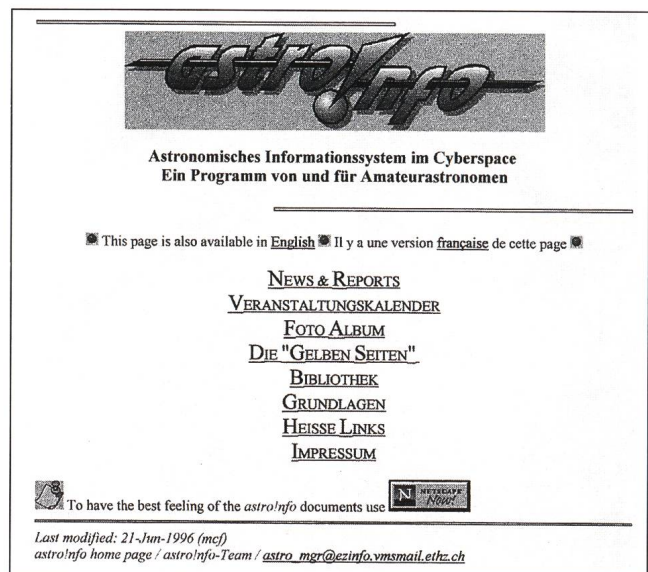 astro!nfo
Astronomisches Informationssystem im Cyberspace
Ein Programm von und für Amateurastronomen
This page is also available in English Il y a une version française de cette page
NEWS & REPORTS
VERANSTALTUNGSKALENDER
FOTO ALBUM
DIE "GELBEN SEITEN"
BIBLIOTHEK
GRUNDLAGEN
HEISSE LINKS
IMPRESSUM
To have the best feeling of the astro!nfo documents use N NETSCAPE Now!
Last modified: 21-Jun-1996 (mcf)
astro!nfo home page / astro!nfo-Team / astro_mgr@ezinfo.vmsmail.ethz.ch